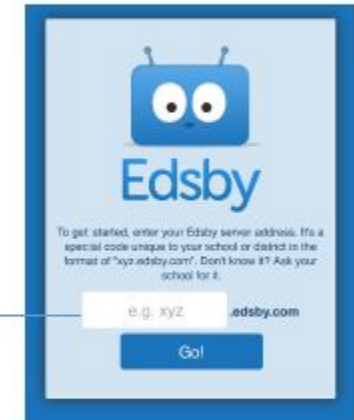 Edsby
To get started, enter your Edsby server address. It's a
special code unique to your school or district in the
format of "xyz.edsby.com". Don't know it? Ask your
school for it.
e.g. xyz .edsby.com
Go!